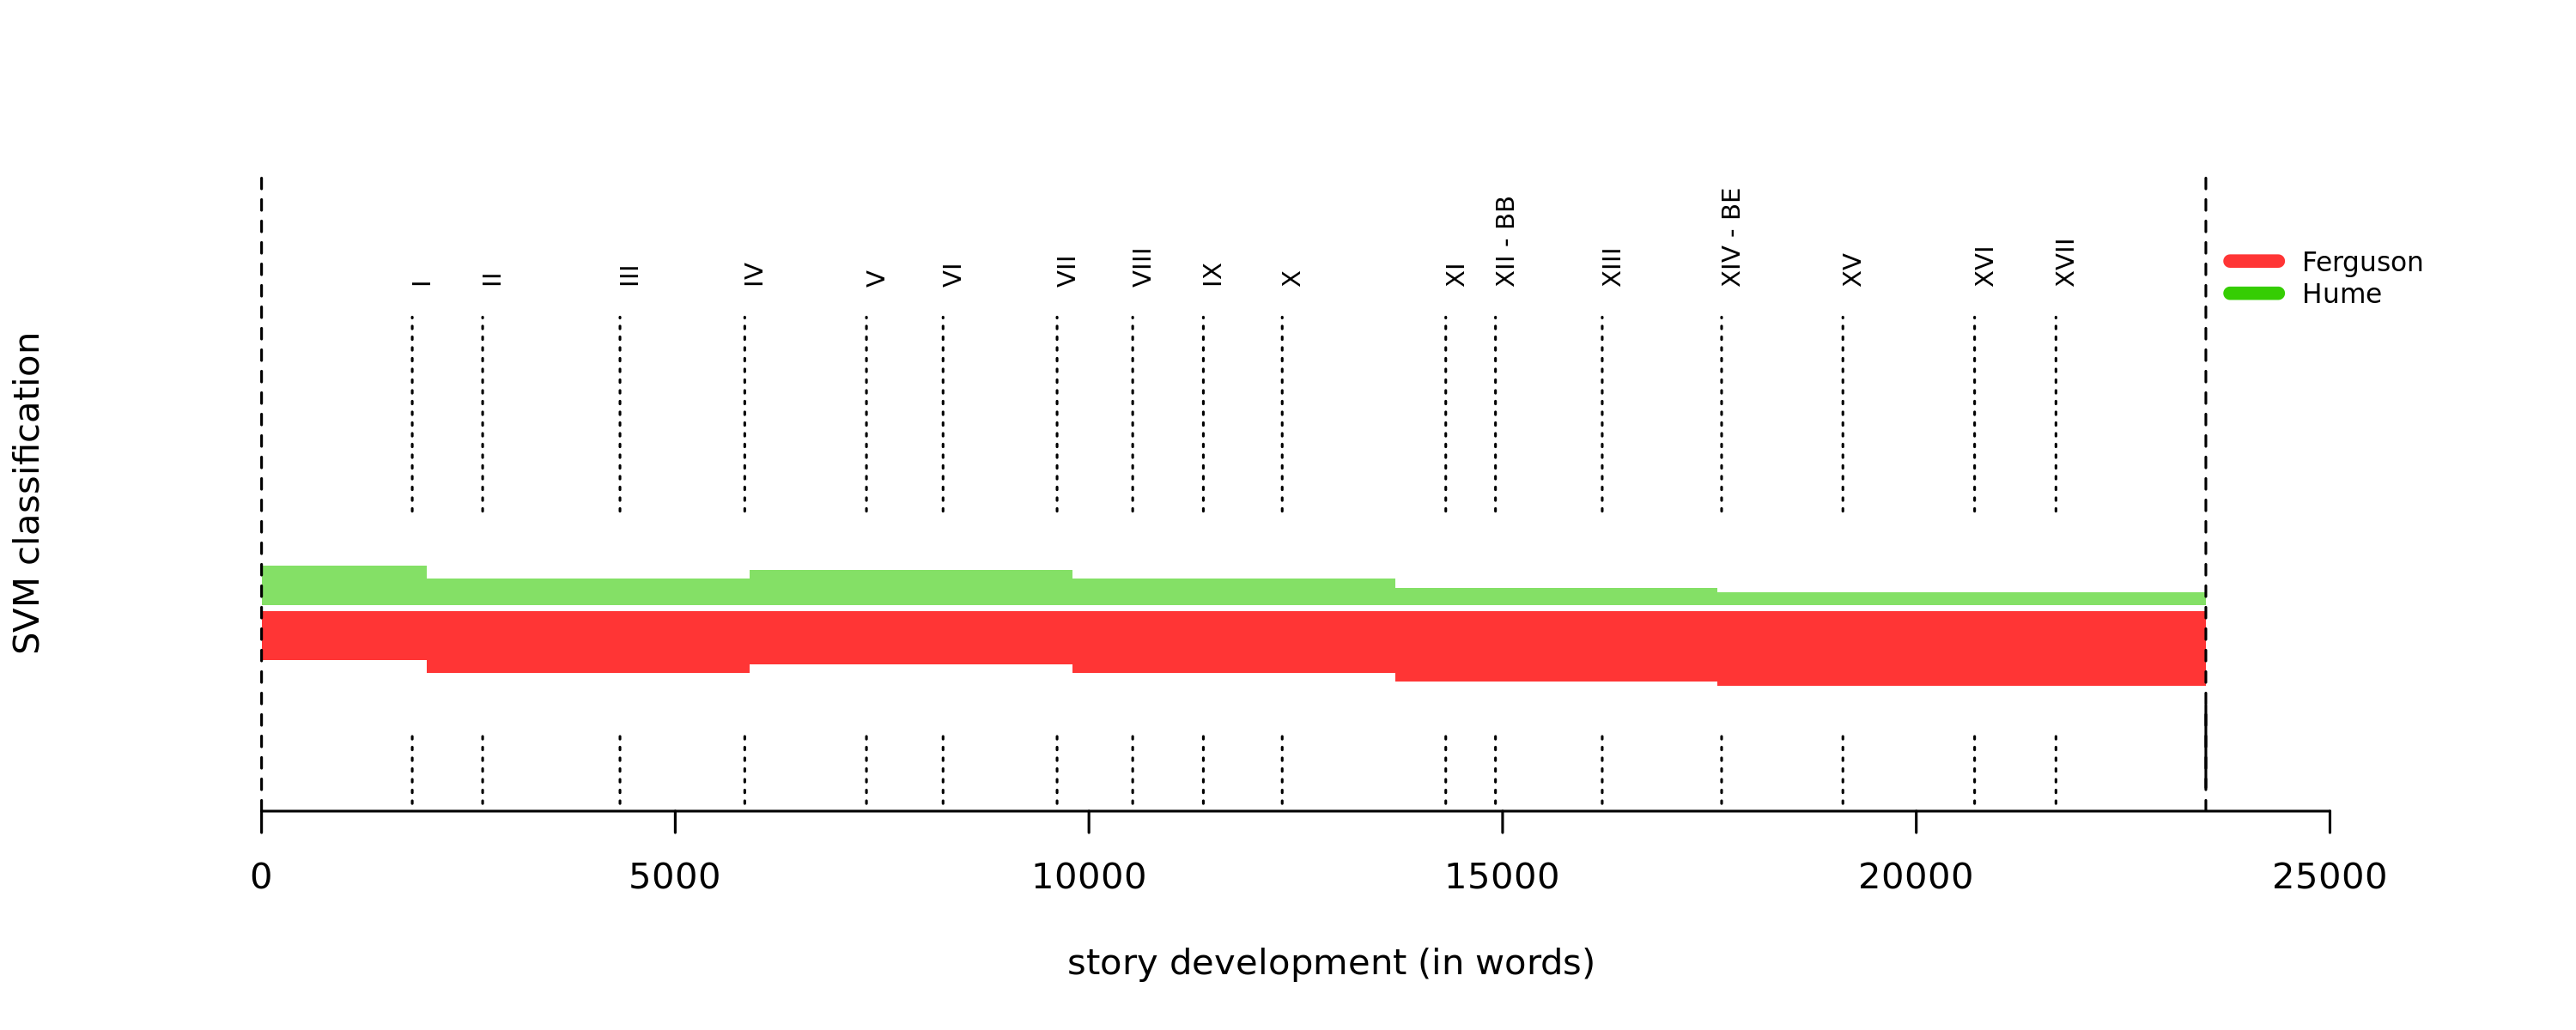 I
II
III
IV
V
VI
VII
VIII
IX
X
XI
XII - BB
XIII
XIV - BE
XV
XVI
XVII
Ferguson
Hume
SVM classification
0 5000 10000 15000 20000 25000
story development (in words)